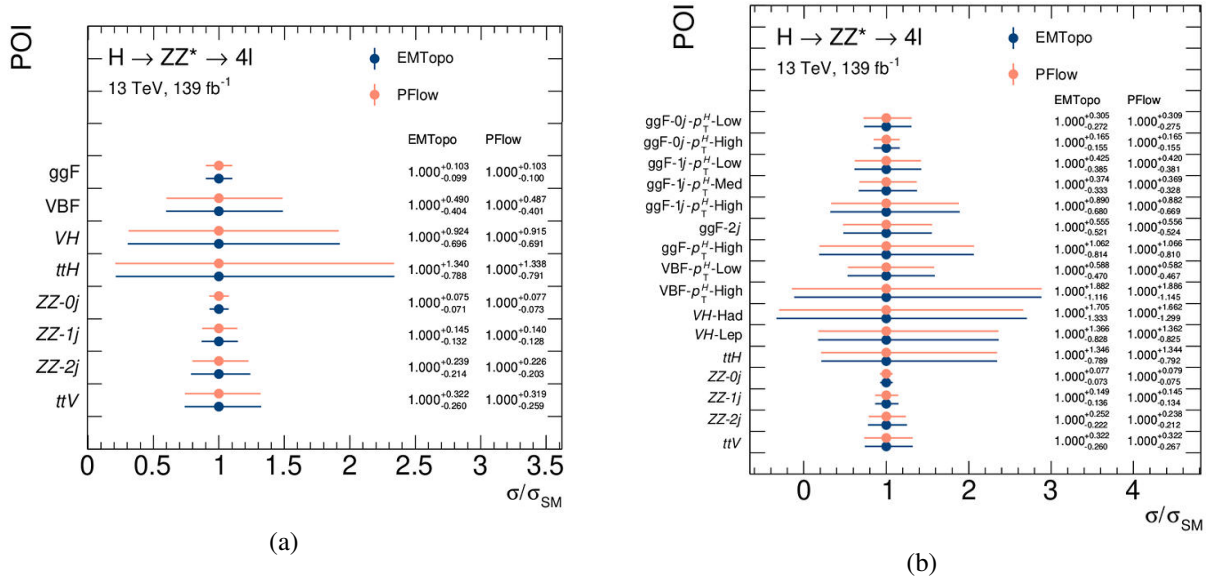 POI
H → ZZ* → 4l
13 TeV, 139 fb⁻¹
EMTopo
PFlow
EMTopo PFlow
ggF 1.000 +0.103 -0.099 1.000 +0.103 -0.100
VBF 1.000 +0.490 -0.404 1.000 +0.487 -0.401
VH 1.000 +0.924 -0.696 1.000 +0.915 -0.691
ttH 1.000 +1.340 -0.788 1.000 +1.338 -0.791
ZZ-0j 1.000 +0.075 -0.071 1.000 +0.077 -0.073
ZZ-1j 1.000 +0.145 -0.132 1.000 +0.140 -0.128
ZZ-2j 1.000 +0.239 -0.214 1.000 +0.226 -0.203
ttV 1.000 +0.322 -0.260 1.000 +0.319 -0.259
0 0.5 1 1.5 2 2.5 3 3.5
σ/σSM
(a)
POI
H → ZZ* → 4l
13 TeV, 139 fb⁻¹
EMTopo
PFlow
EMTopo PFlow
ggF-0j-p_T^H-Low 1.000 +0.305 -0.272 1.000 +0.309 -0.275
ggF-0j-p_T^H-High 1.000 +0.165 -0.155 1.000 +0.165 -0.155
ggF-1j-p_T^H-Low 1.000 +0.425 -0.385 1.000 +0.420 -0.381
ggF-1j-p_T^H-Med 1.000 +0.374 -0.333 1.000 +0.369 -0.328
ggF-1j-p_T^H-High 1.000 +0.890 -0.680 1.000 +0.882 -0.669
ggF-2j 1.000 +0.555 -0.521 1.000 +0.556 -0.524
ggF-p_T^H-High 1.000 +1.062 -0.814 1.000 +1.066 -0.810
VBF-p_T^H-Low 1.000 +0.588 -0.470 1.000 +0.582 -0.467
VBF-p_T^H-High 1.000 +1.882 -1.116 1.000 +1.886 -1.145
VH-Had 1.000 +1.705 -1.333 1.000 +1.662 -1.299
VH-Lep 1.000 +1.366 -0.828 1.000 +1.362 -0.825
ttH 1.000 +1.346 -0.789 1.000 +1.344 -0.792
ZZ-0j 1.000 +0.077 -0.073 1.000 +0.079 -0.075
ZZ-1j 1.000 +0.149 -0.136 1.000 +0.145 -0.134
ZZ-2j 1.000 +0.252 -0.222 1.000 +0.238 -0.212
ttV 1.000 +0.322 -0.260 1.000 +0.322 -0.267
0 1 2 3 4
σ/σSM
(b)